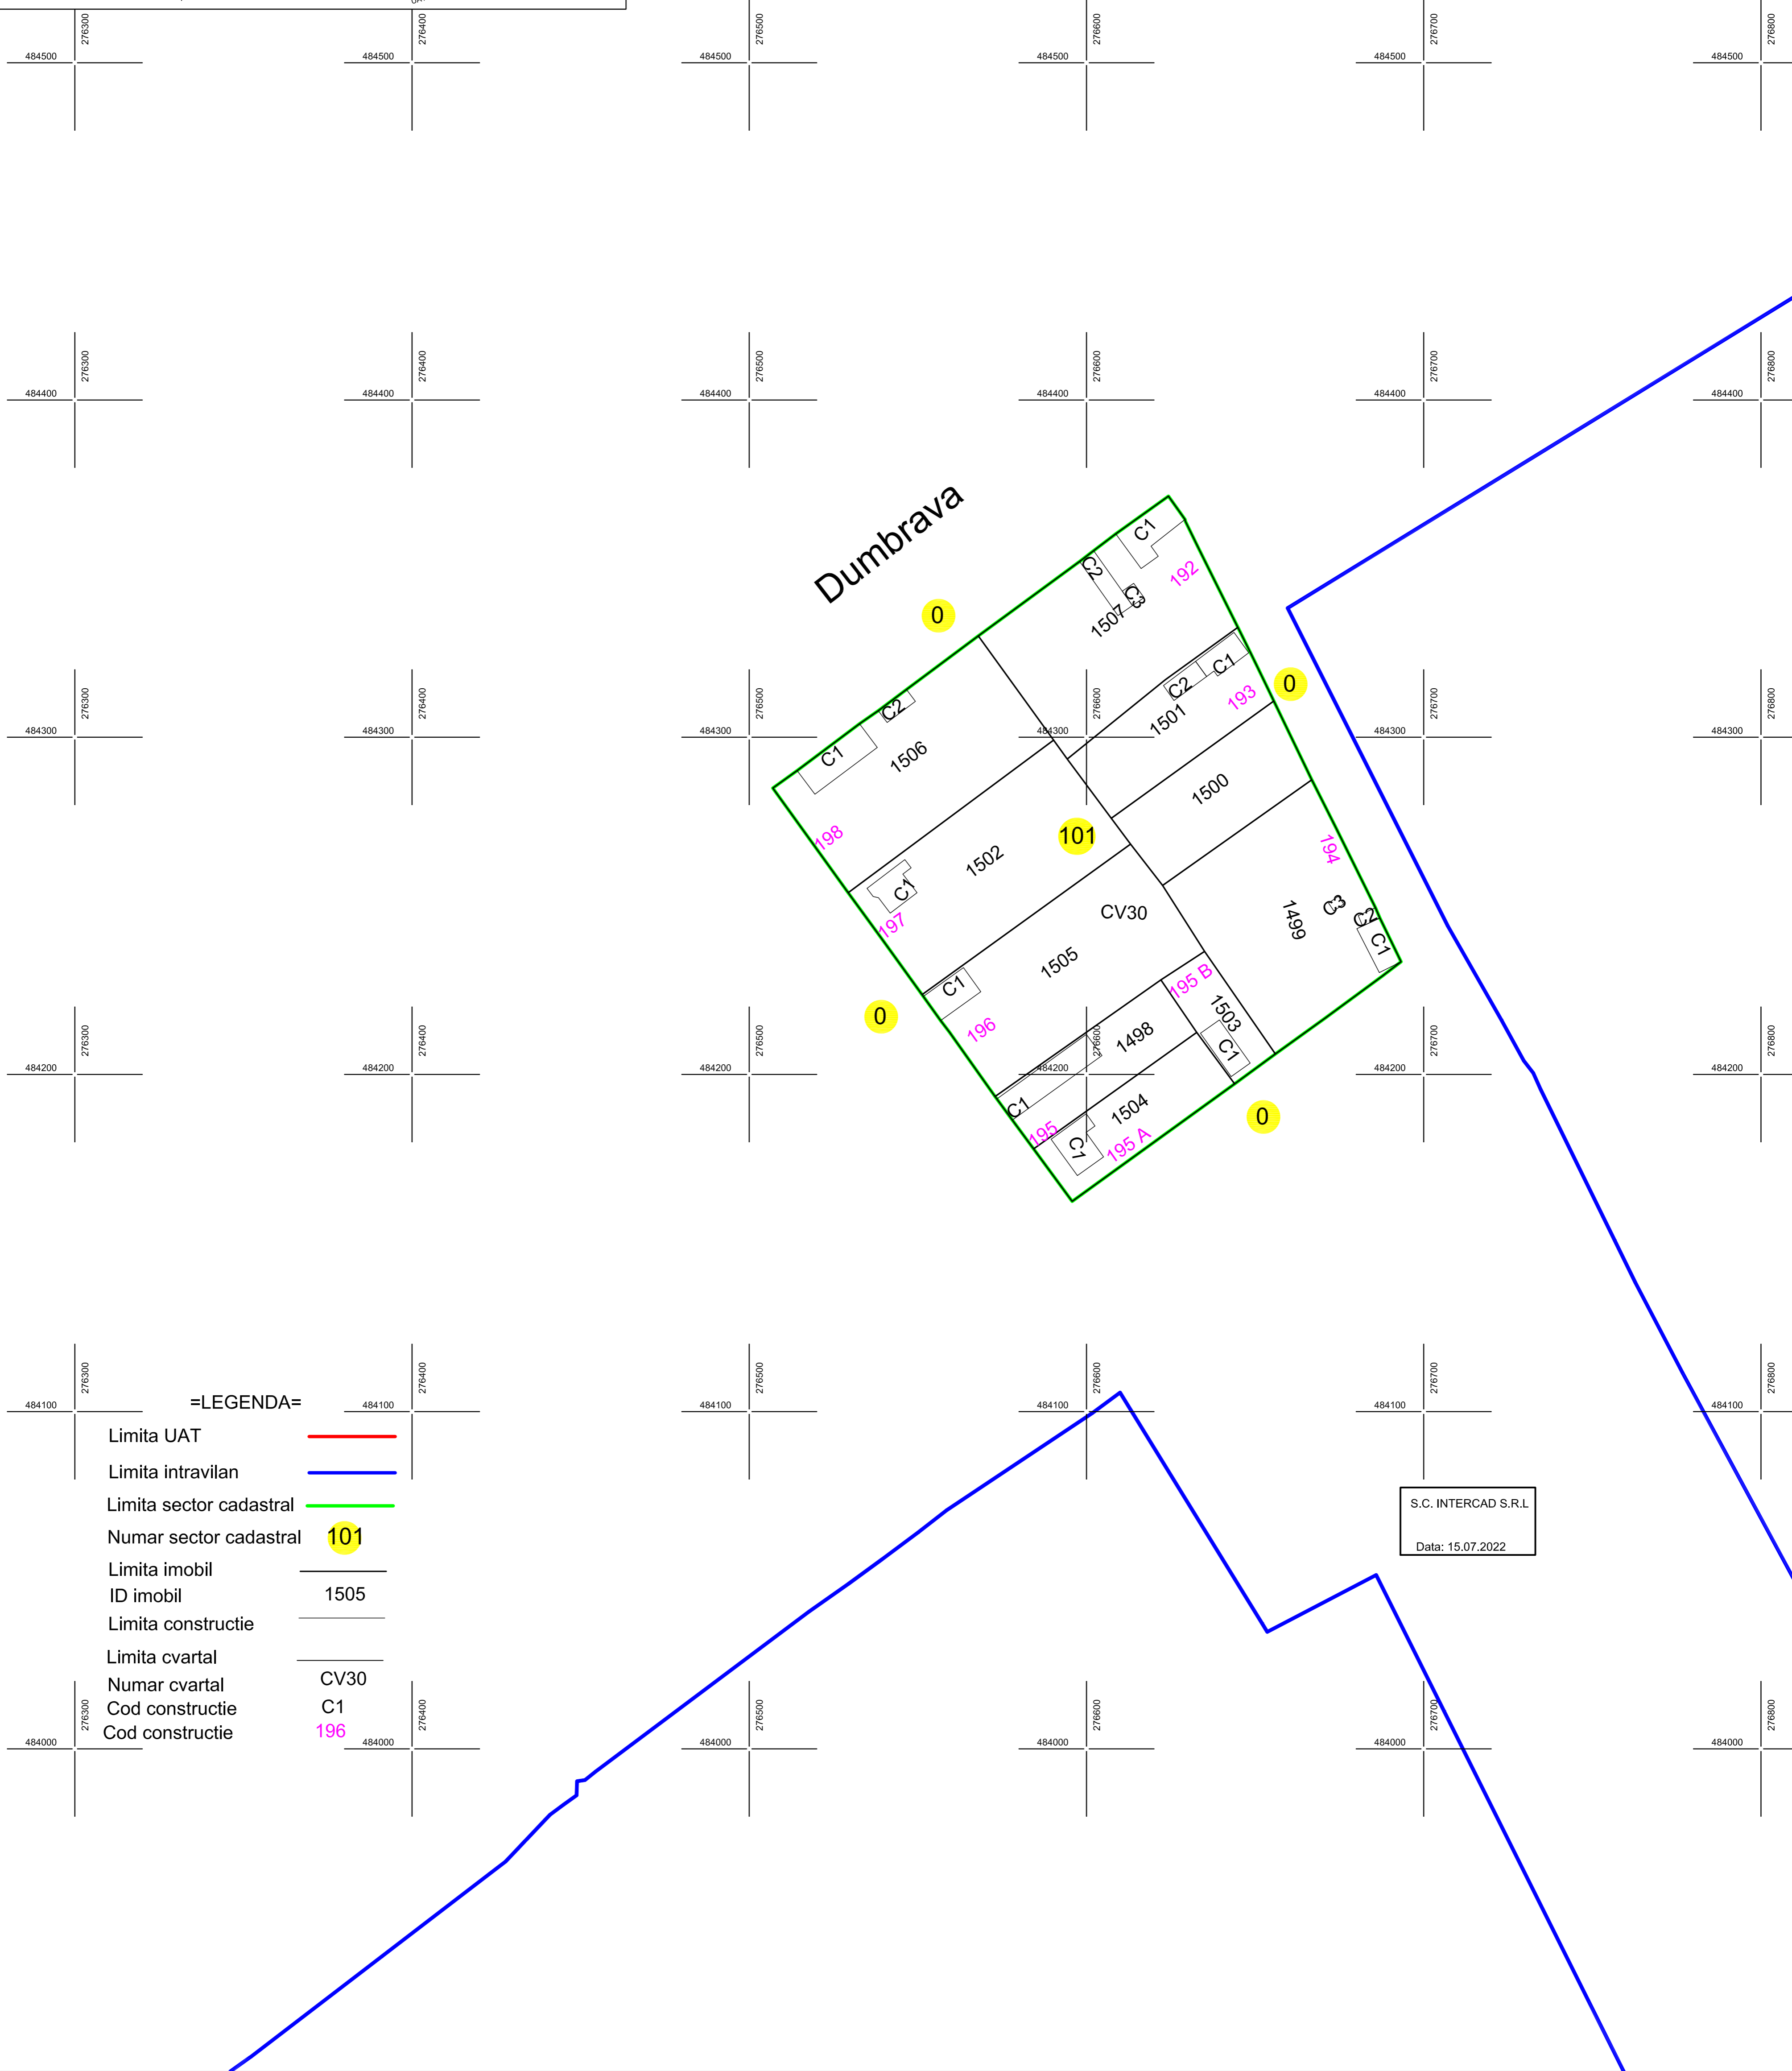 276300
276400
276500
276600
276700
276800
484500
484500
484500
484500
484500
484500
276300
276400
276500
276600
276700
276800
484400
484400
484400
484400
484400
484400
Dumbrava
0
C1
C2
192
C3
1507
276300
276400
276500
276600
276700
276800
484300
484300
484300
484300
484300
484300
C1
C2
193
0
1501
C2
C1
1506
198
1500
101
1502
194
C1
197
CV30
1499
C3
C2
C1
1505
C1
195 B
1503
0
196
1498
C1
276300
276400
276500
276600
276700
276800
484200
484200
484200
484200
484200
484200
C1
195
1504
0
C1
195 A
276300
276400
276500
276600
276700
276800
484100
484100
484100
484100
484100
484100
=LEGENDA=
Limita UAT
Limita intravilan
Limita sector cadastral
Numar sector cadastral 101
Limita imobil
ID imobil 1505
Limita constructie
Limita cvartal
Numar cvartal CV30
Cod constructie C1
Cod constructie 196
S.C. INTERCAD S.R.L
Data: 15.07.2022
276300
276400
276500
276600
276700
276800
484000
484000
484000
484000
484000
484000